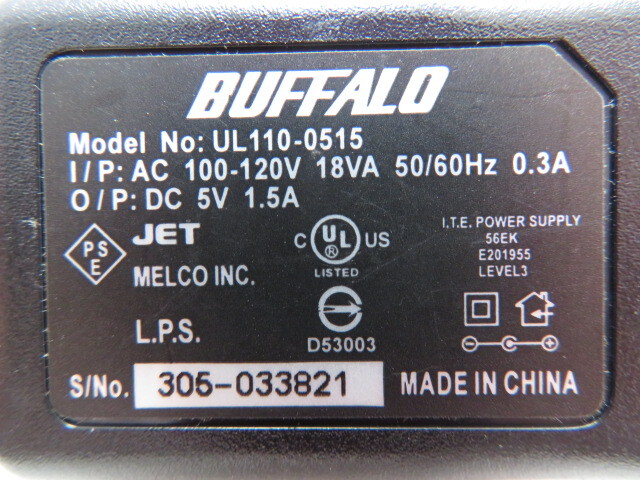 BUFFALO
Model No: UL110-0515
I/P: AC 100-120V 18VA 50/60Hz 0.3A
O/P: DC 5V 1.5A
PSE JET
C UL US
® LISTED
I.T.E. POWER SUPPLY
56EK
E201955
LEVEL3
MELCO INC.
L.P.S.
D53003
S/No. 305-033821 MADE IN CHINA